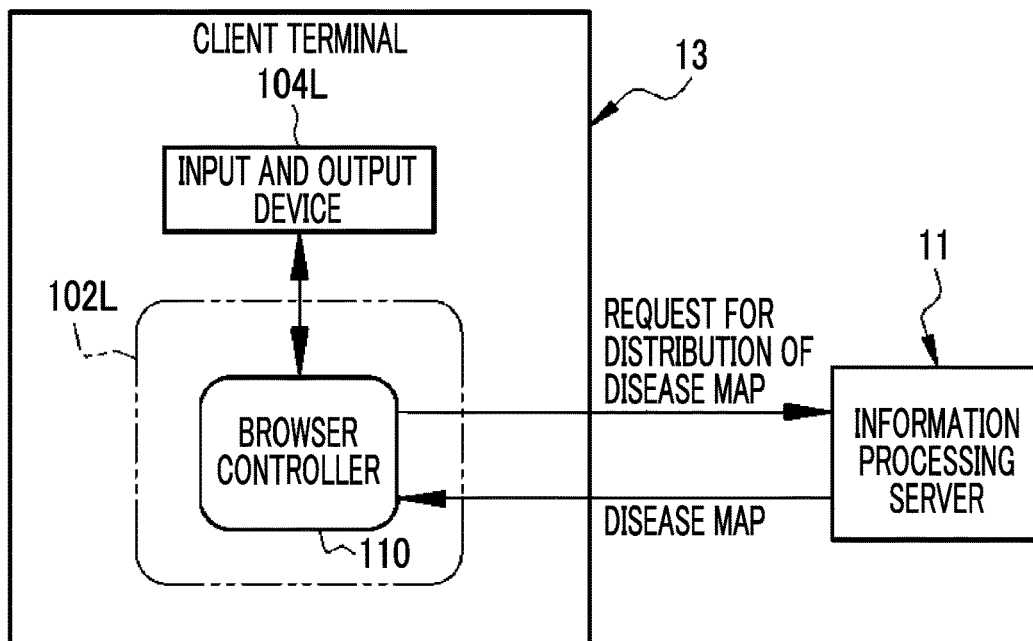 CLIENT TERMINAL
104L
13
INPUT AND OUTPUT
DEVICE
11
102L
REQUEST FOR
DISTRIBUTION OF
DISEASE MAP
BROWSER
CONTROLLER
INFORMATION
PROCESSING
SERVER
DISEASE MAP
110